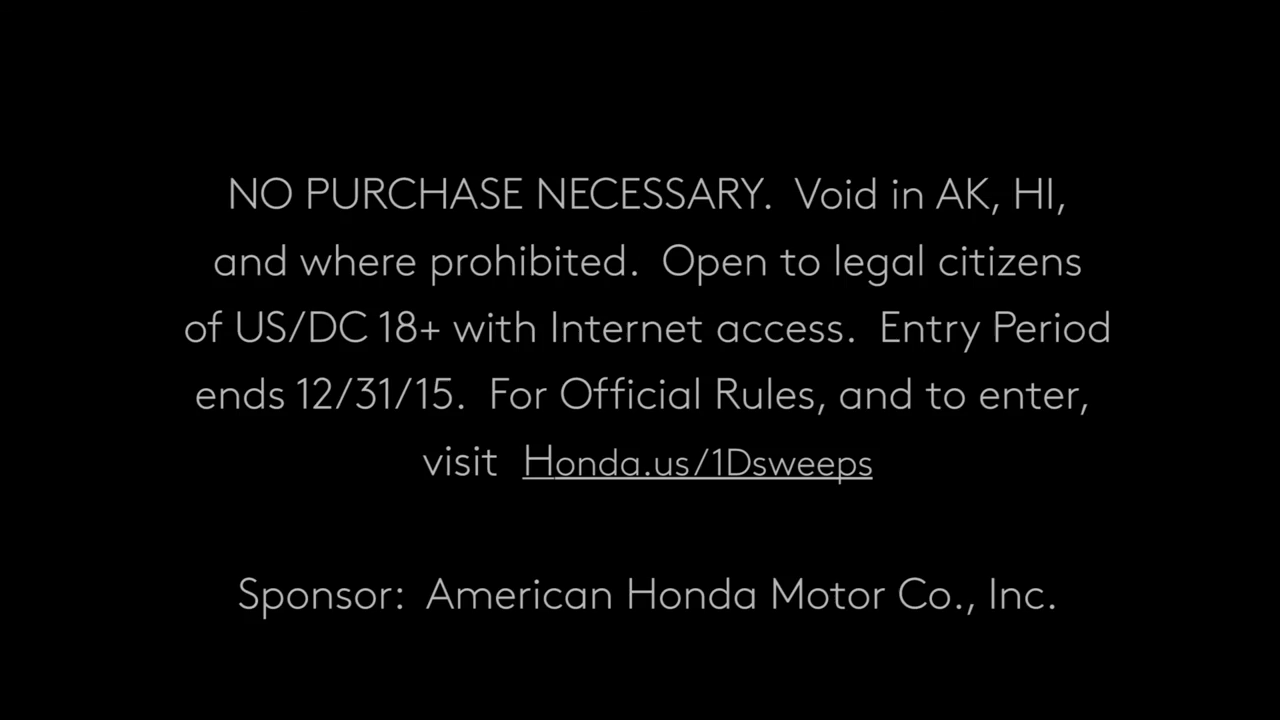 NO PURCHASE NECESSARY.  Void in AK, HI,
and where prohibited.  Open to legal citizens
of US/DC 18+ with Internet access.  Entry Period
ends 12/31/15.  For Official Rules, and to enter,
visit  Honda.us/1Dsweeps
Sponsor:  American Honda Motor Co., Inc.